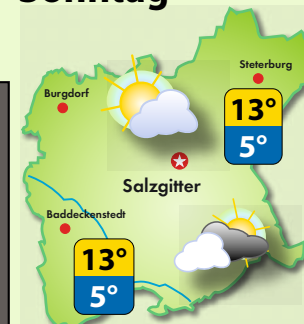 Sonntag
Steterburg
Burgdorf
13°
5°
Salzgitter
Baddeckenstedt
13°
5°